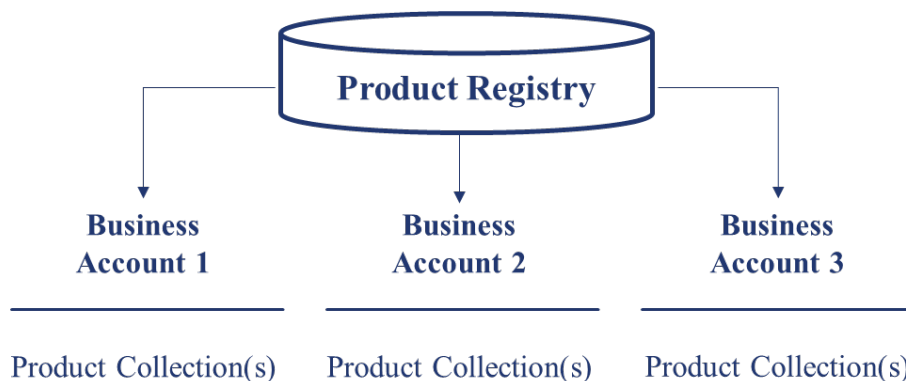 Product Registry
Business
Account 1
Business
Account 2
Business
Account 3
Product Collection(s)
Product Collection(s)
Product Collection(s)